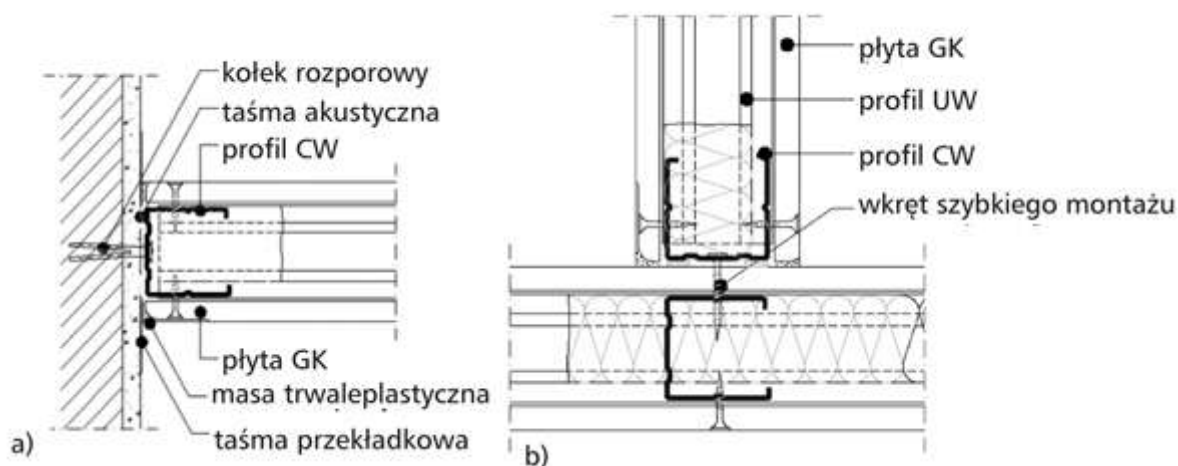 kołek rozporowy
taśma akustyczna
profil CW
płyta GK
masa trwaleplastyczna
taśma przekładkowa
a)
płyta GK
profil UW
profil CW
wkręt szybkiego montażu
b)